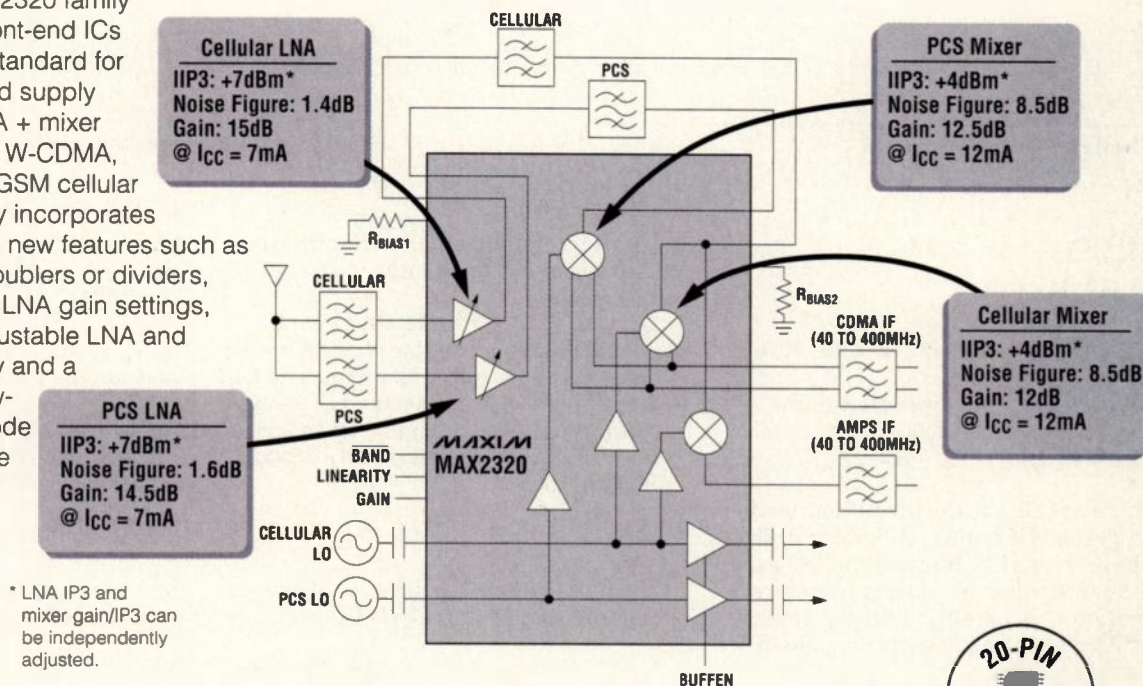 2320 family
ont-end ICs
standard for
d supply
A + mixer
W-CDMA,
GSM cellular
y incorporates
new features such as
oublers or dividers,
LNA gain settings,
ustable LNA and
y and a
y-
ode
e
Cellular LNA
IIP3: +7dBm*
Noise Figure: 1.4dB
Gain: 15dB
@ ICC = 7mA
CELLULAR
PCS
PCS Mixer
IIP3: +4dBm*
Noise Figure: 8.5dB
Gain: 12.5dB
@ ICC = 12mA
RBIAS1
CELLULAR
PCS
RBIAS2
CDMA IF
(40 TO 400MHz)
AMPS IF
(40 TO 400MHz)
Cellular Mixer
IIP3: +4dBm*
Noise Figure: 8.5dB
Gain: 12dB
@ ICC = 12mA
PCS LNA
IIP3: +7dBm*
Noise Figure: 1.6dB
Gain: 14.5dB
@ ICC = 7mA
MAXIM
MAX2320
BAND
LINEARITY
GAIN
CELLULAR
LO
PCS LO
BUFFEN
* LNA IP3 and
mixer gain/IP3 can
be independently
adjusted.
20-PIN